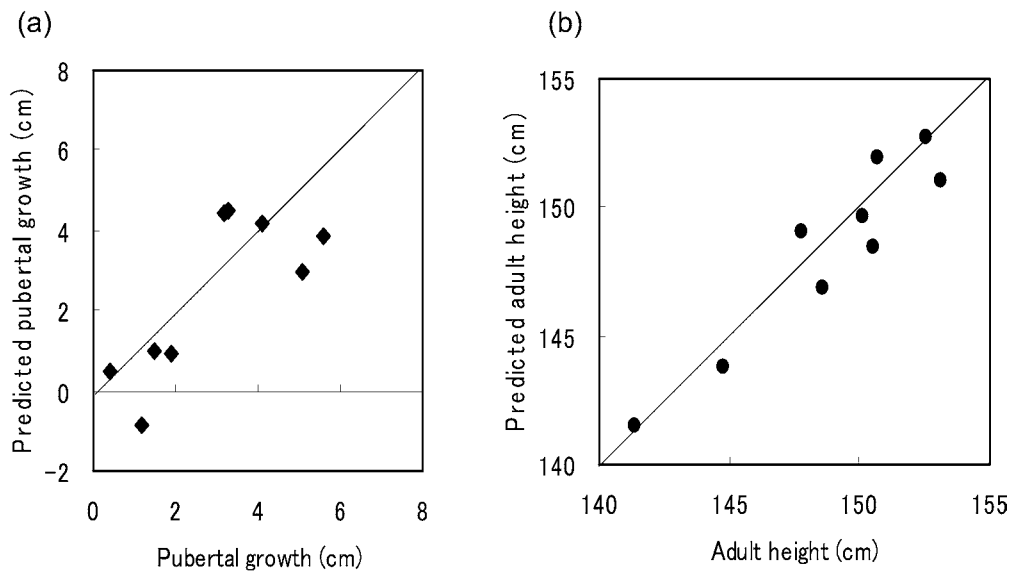 (a)
Predicted pubertal growth (cm)
8
6
4
2
0
-2
0 2 4 6 8
Pubertal growth (cm)
(b)
Predicted adult height (cm)
155
150
145
140
140 145 150 155
Adult height (cm)